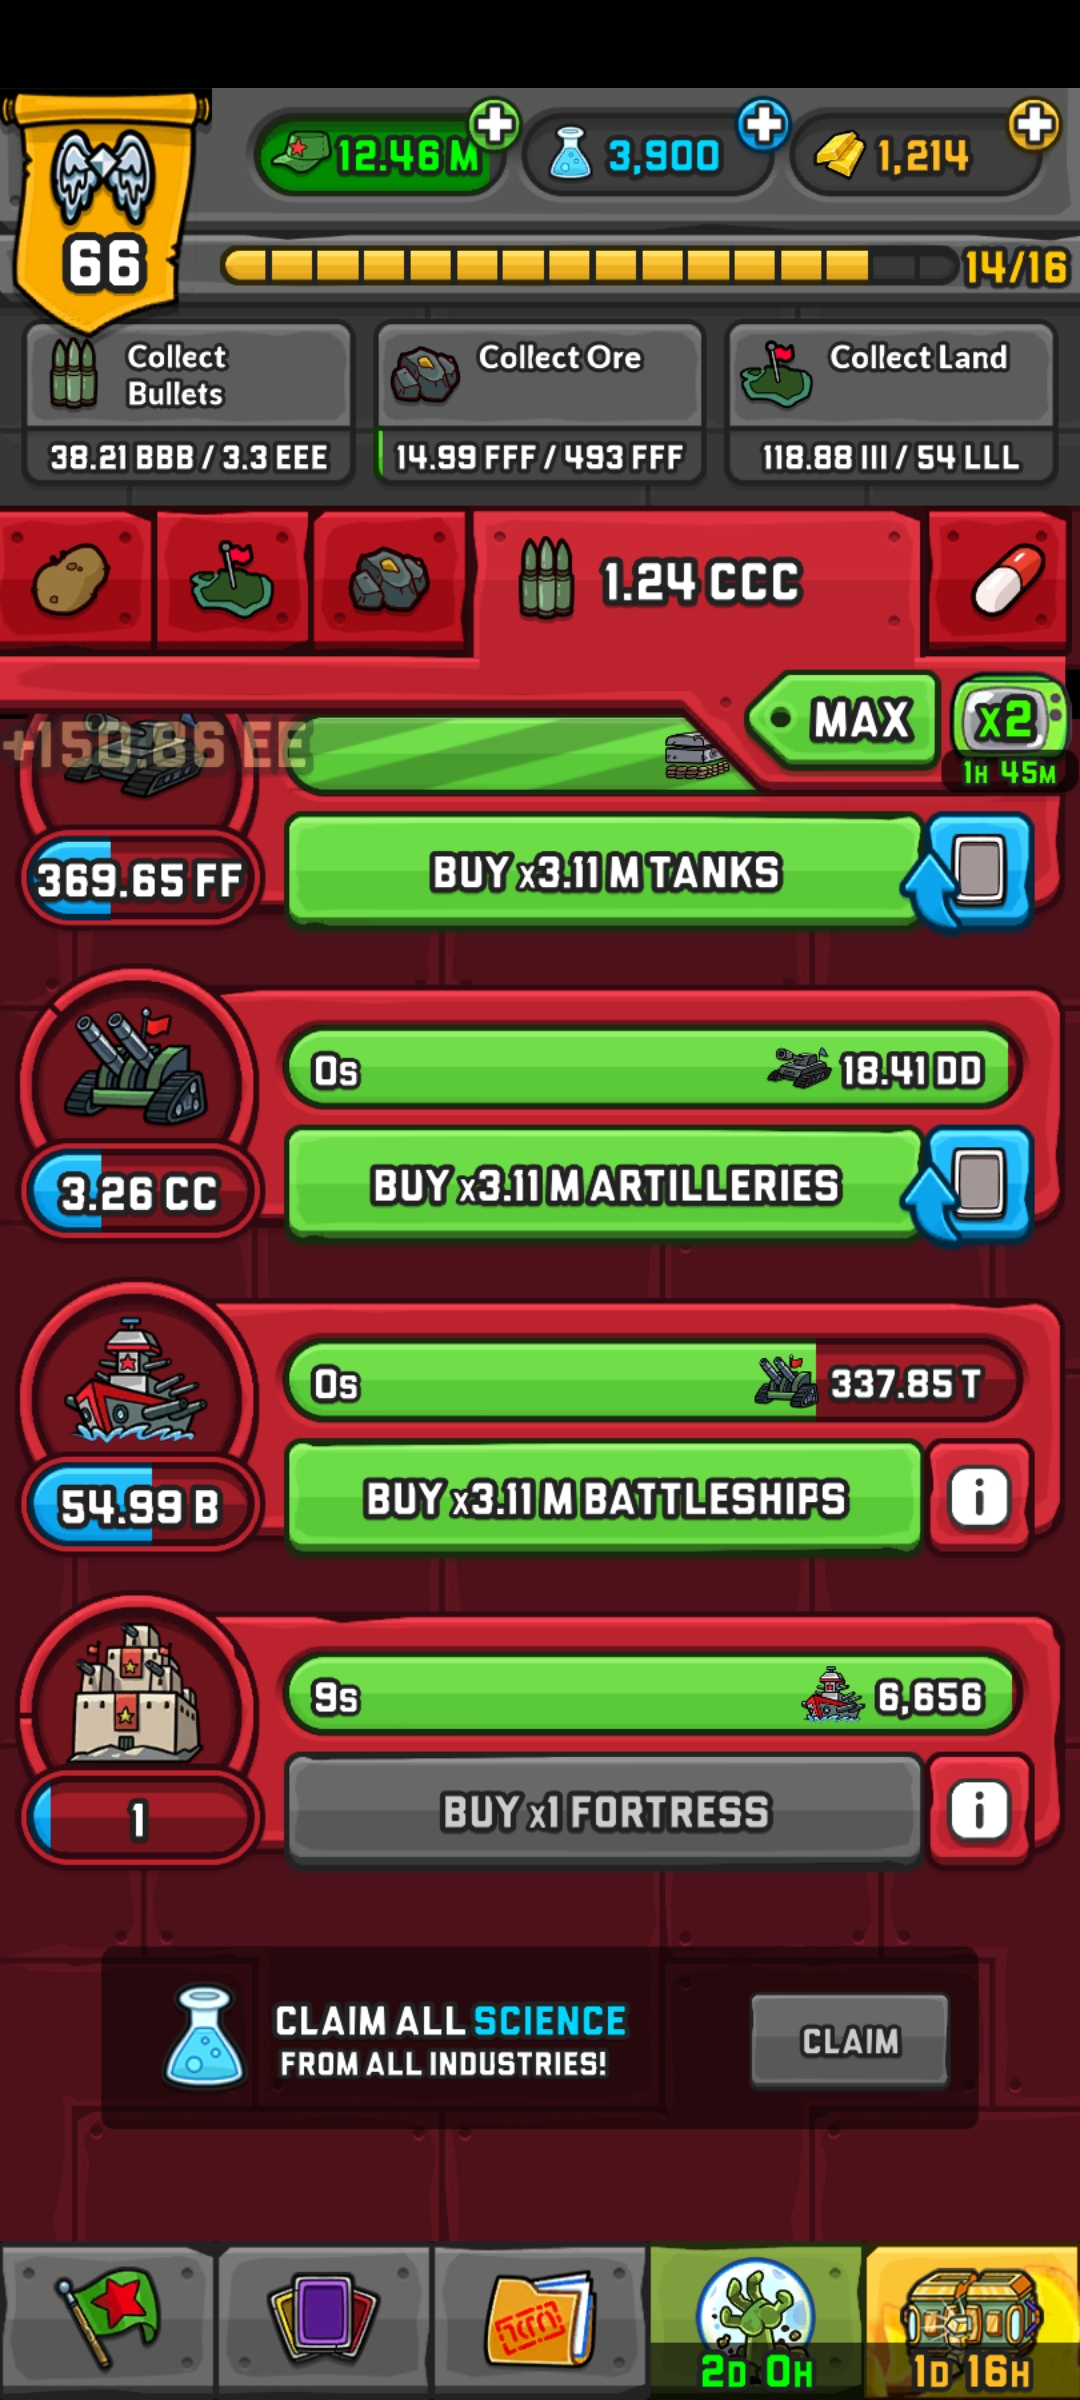 12.46 M
3,900
1,214
66
14/16
Collect
Bullets
Collect Ore
Collect Land
38.21 BBB / 3.3 EEE
14.99 FFF / 493 FFF
118.88 III / 54 LLL
1.24 CCC
MAX
x2
1H 45M
+150.86 EE
369.65 FF
BUY x3.11 M TANKS
0s
18.41 DD
3.26 CC
BUY x3.11 M ARTILLERIES
0s
337.85 T
54.99 B
BUY x3.11 M BATTLESHIPS
i
9s
6,656
1
BUY x1 FORTRESS
i
CLAIM ALL SCIENCE
FROM ALL INDUSTRIES!
CLAIM
2D 0H
1D 16H